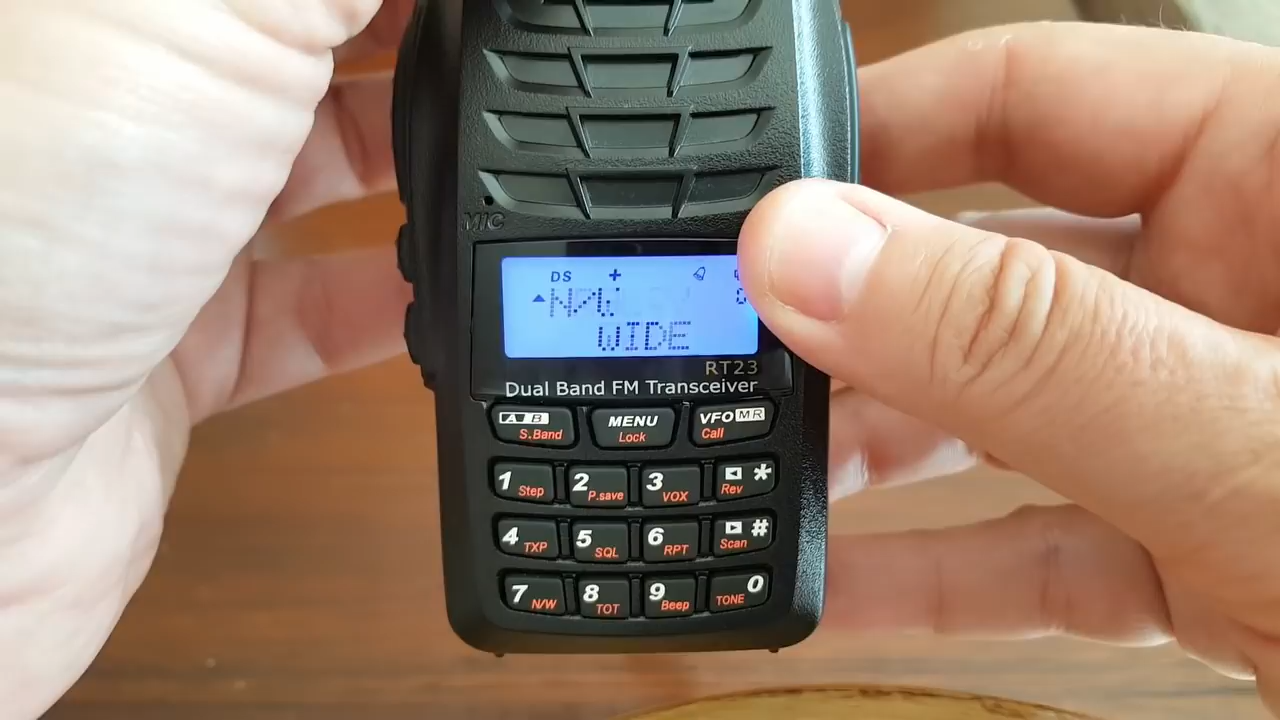 MIC
DS +
N/W
WIDE
RT23
Dual Band FM Transceiver
A B S.Band
MENU Lock
VFO MR Call
1 Step
2 P.save
3 VOX
* Rev
4 TXP
5 SQL
6 RPT
# Scan
7 N/W
8 TOT
9 Beep
TONE 0